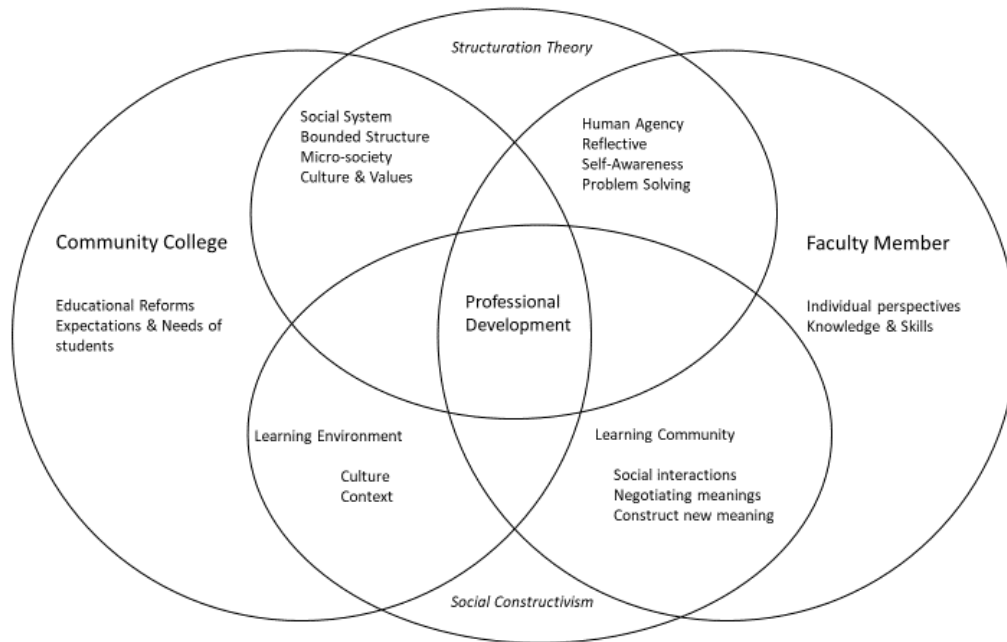 Structuration Theory
Social System
Bounded Structure
Micro-society
Culture & Values
Human Agency
Reflective
Self-Awareness
Problem Solving
Community College
Educational Reforms
Expectations & Needs of
students
Professional
Development
Faculty Member
Individual perspectives
Knowledge & Skills
Learning Environment
Culture
Context
Learning Community
Social interactions
Negotiating meanings
Construct new meaning
Social Constructivism